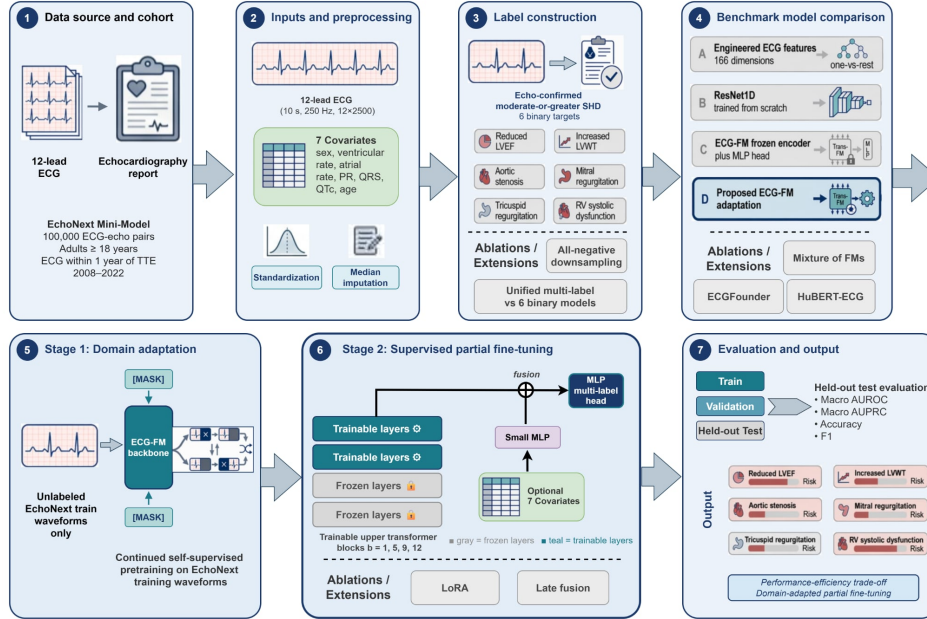 1 Data source and cohort
12-lead ECG
Echocardiography report
EchoNext Mini-Model
100,000 ECG-echo pairs
Adults ≥ 18 years
ECG within 1 year of TTE
2008–2022
2 Inputs and preprocessing
12-lead ECG
(10 s, 250 Hz, 12×2500)
7 Covariates
sex, ventricular
rate, atrial
rate, PR, QRS,
QTc, age
Standardization
Median
imputation
3 Label construction
Echo-confirmed
moderate-or-greater SHD
6 binary targets
Reduced
LVEF
Increased
LVWT
Aortic
stenosis
Mitral
regurgitation
Tricuspid
regurgitation
RV systolic
dysfunction
Ablations /
Extensions
All-negative
downsampling
Unified multi-label
vs 6 binary models
4 Benchmark model comparison
A Engineered ECG features
166 dimensions
one-vs-rest
B ResNet1D
trained from scratch
C ECG-FM frozen encoder
plus MLP head
Trans-
FM
MLP
D Proposed ECG-FM
adaptation
Trans-
FM
Ablations /
Extensions
Mixture of FMs
ECGFounder
HuBERT-ECG
5 Stage 1: Domain adaptation
[MASK]
ECG-FM
backbone
[MASK]
Unlabeled
EchoNext train
waveforms
only
Continued self-supervised
pretraining on EchoNext
training waveforms
6 Stage 2: Supervised partial fine-tuning
fusion
MLP
multi-label
head
Trainable layers
Trainable layers
Frozen layers
Frozen layers
Small MLP
Optional
7 Covariates
Trainable upper transformer
blocks b = 1, 5, 9, 12
gray = frozen layers
teal = trainable layers
Ablations /
Extensions
LoRA
Late fusion
7 Evaluation and output
Train
Validation
Held-out Test
Held-out test evaluation
• Macro AUROC
• Macro AUPRC
• Accuracy
• F1
Output
Reduced LVEF
Risk
Increased LVWT
Risk
Aortic stenosis
Risk
Mitral regurgitation
Risk
Tricuspid regurgitation
Risk
RV systolic dysfunction
Risk
Performance-efficiency trade-off
Domain-adapted partial fine-tuning